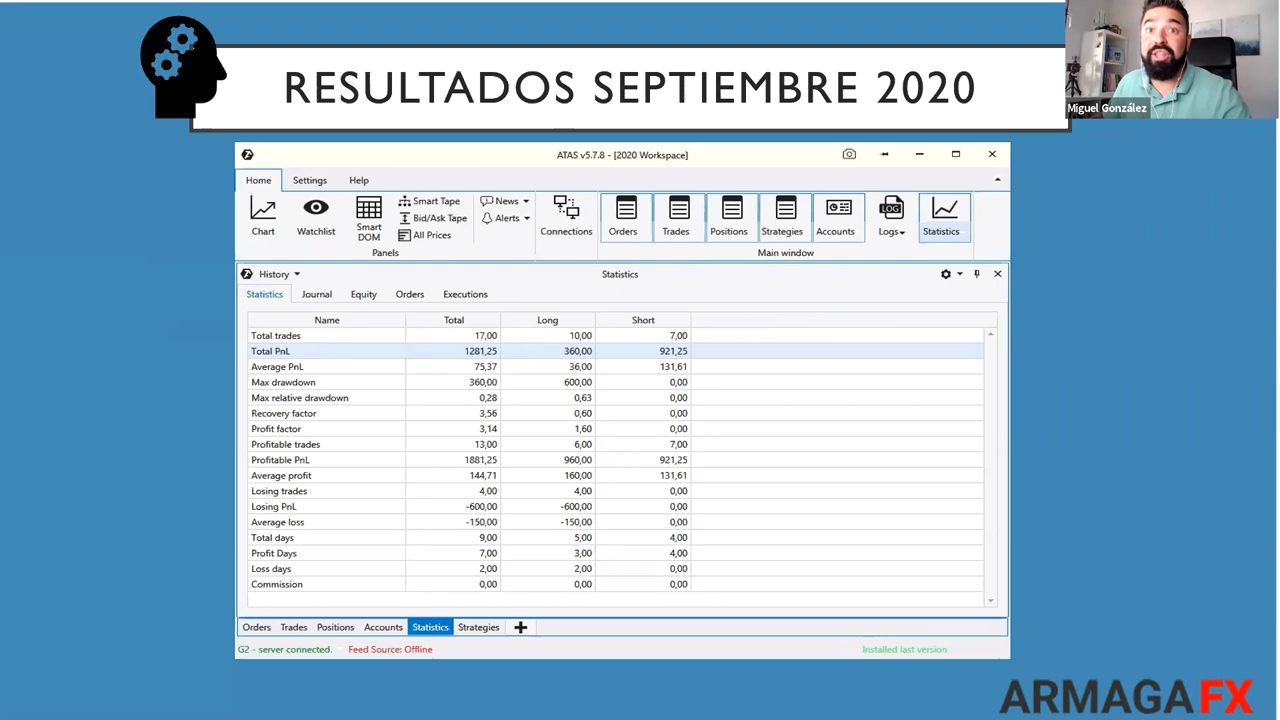 RESULTADOS SEPTIEMBRE 2020
Miguel González
ATAS v5.7.8 - [2020 Workspace]
Home Settings Help
Chart Watchlist Smart DOM Smart Tape Bid/Ask Tape All Prices News Alerts Connections Orders Trades Positions Strategies Accounts LOG Logs Statistics
Panels Main window
History Statistics
Statistics Journal Equity Orders Executions
Name Total Long Short
Total trades 17,00 10,00 7,00
Total PnL 1281,25 360,00 921,25
Average PnL 75,37 36,00 131,61
Max drawdown 360,00 600,00 0,00
Max relative drawdown 0,28 0,63 0,00
Recovery factor 3,56 0,60 0,00
Profit factor 3,14 1,60 0,00
Profitable trades 13,00 6,00 7,00
Profitable PnL 1881,25 960,00 921,25
Average profit 144,71 160,00 131,61
Losing trades 4,00 4,00 0,00
Losing PnL -600,00 -600,00 0,00
Average loss -150,00 -150,00 0,00
Total days 9,00 5,00 4,00
Profit Days 7,00 3,00 4,00
Loss days 2,00 2,00 0,00
Commission 0,00 0,00 0,00
Orders Trades Positions Accounts Statistics Strategies
G2 - server connected. Feed Source: Offline Installed last version
ARMAGAFX